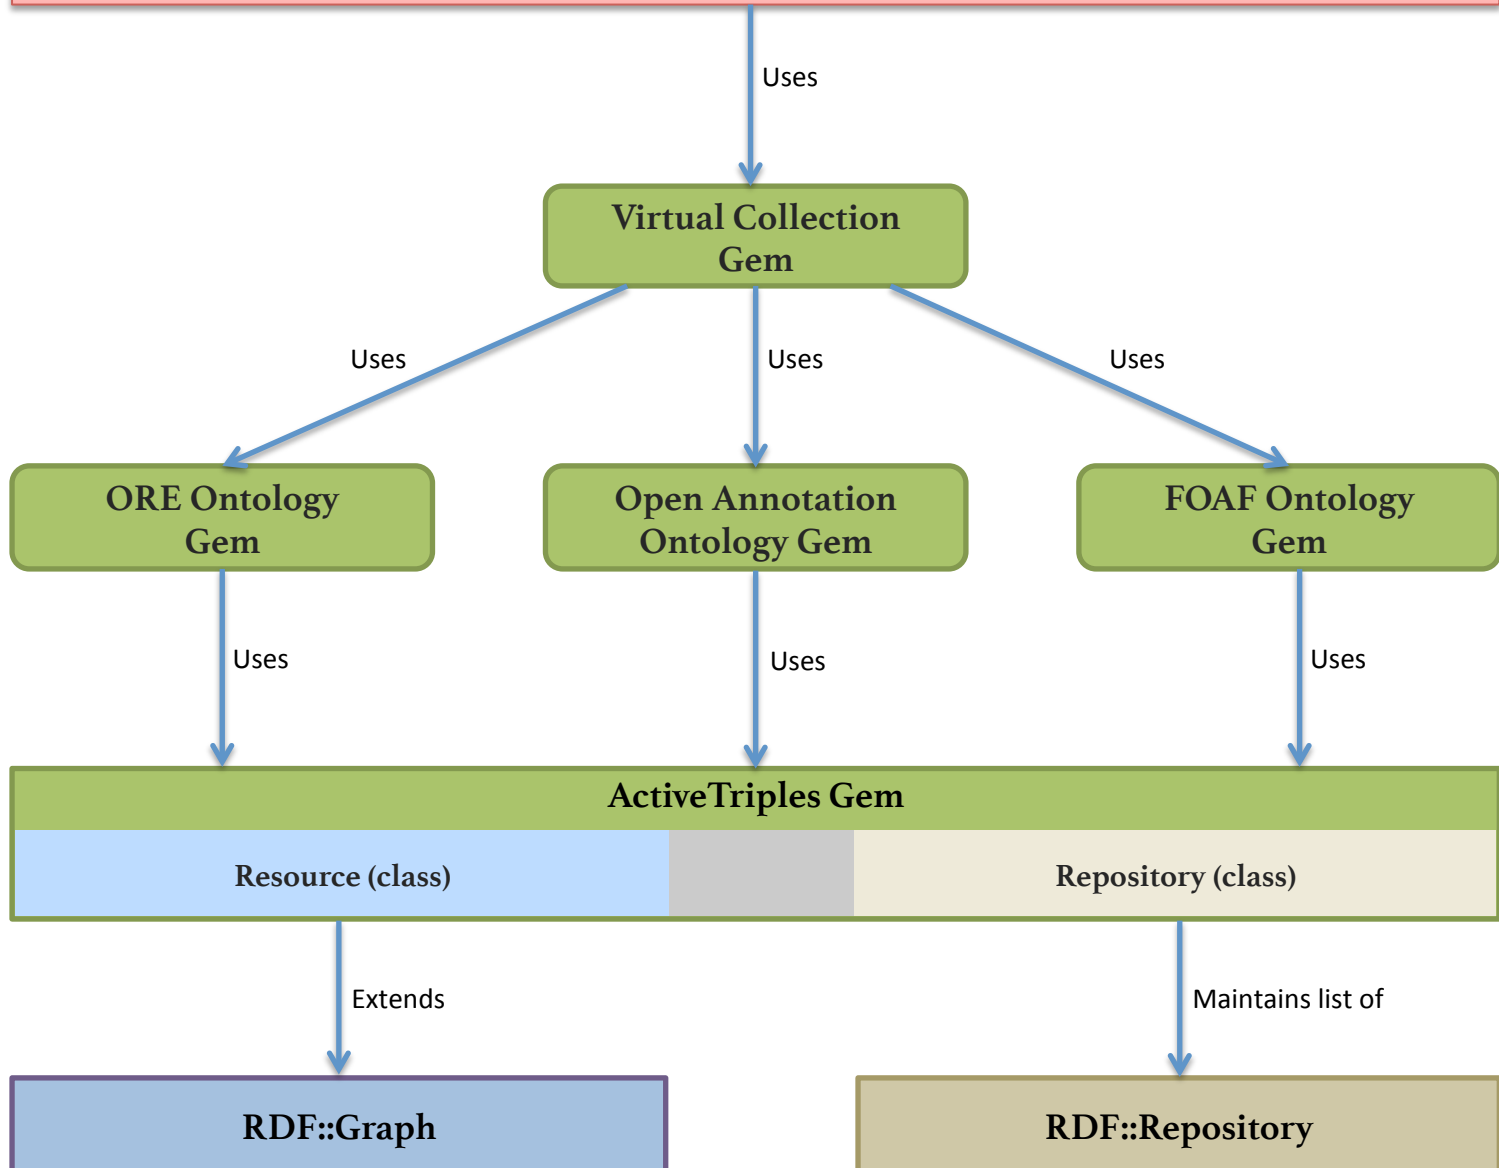 Uses
Virtual Collection
Gem
Uses
Uses
Uses
ORE Ontology
Gem
Open Annotation
Ontology Gem
FOAF Ontology
Gem
Uses
Uses
Uses
ActiveTriples Gem
Resource (class)
Repository (class)
Extends
Maintains list of
RDF::Graph
RDF::Repository